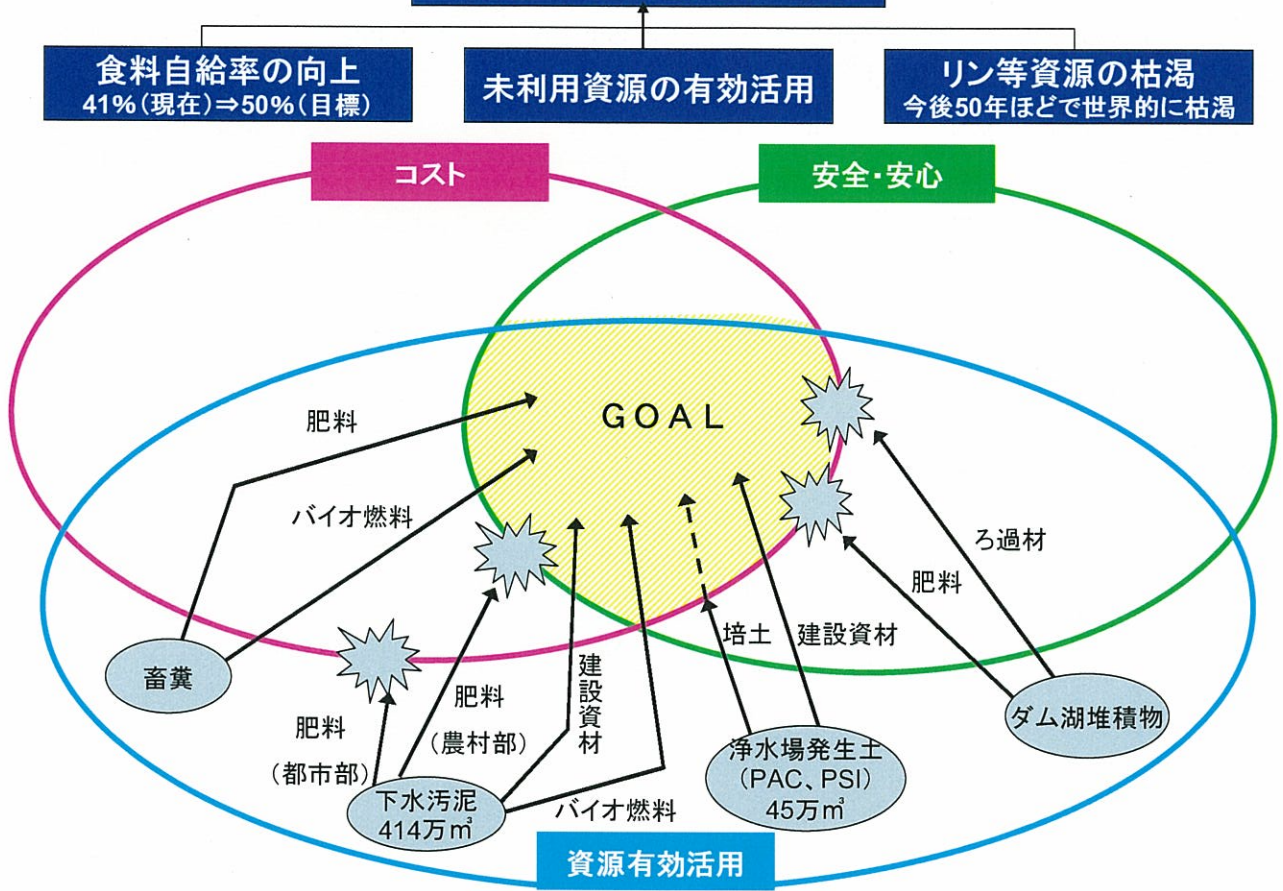 食料自給率の向上
41%(現在)⇒50%(目標)
未利用資源の有効活用
リン等資源の枯渇
今後50年ほどで世界的に枯渇
コスト
安全・安心
GOAL
肥料
バイオ燃料
ろ過材
肥料
培土
建設資材
建設資材
肥料
(農村部)
肥料
(都市部)
畜糞
ダム湖堆積物
浄水場発生土
(PAC、PSI)
45万㎥
下水汚泥
414万㎥
バイオ燃料
資源有効活用